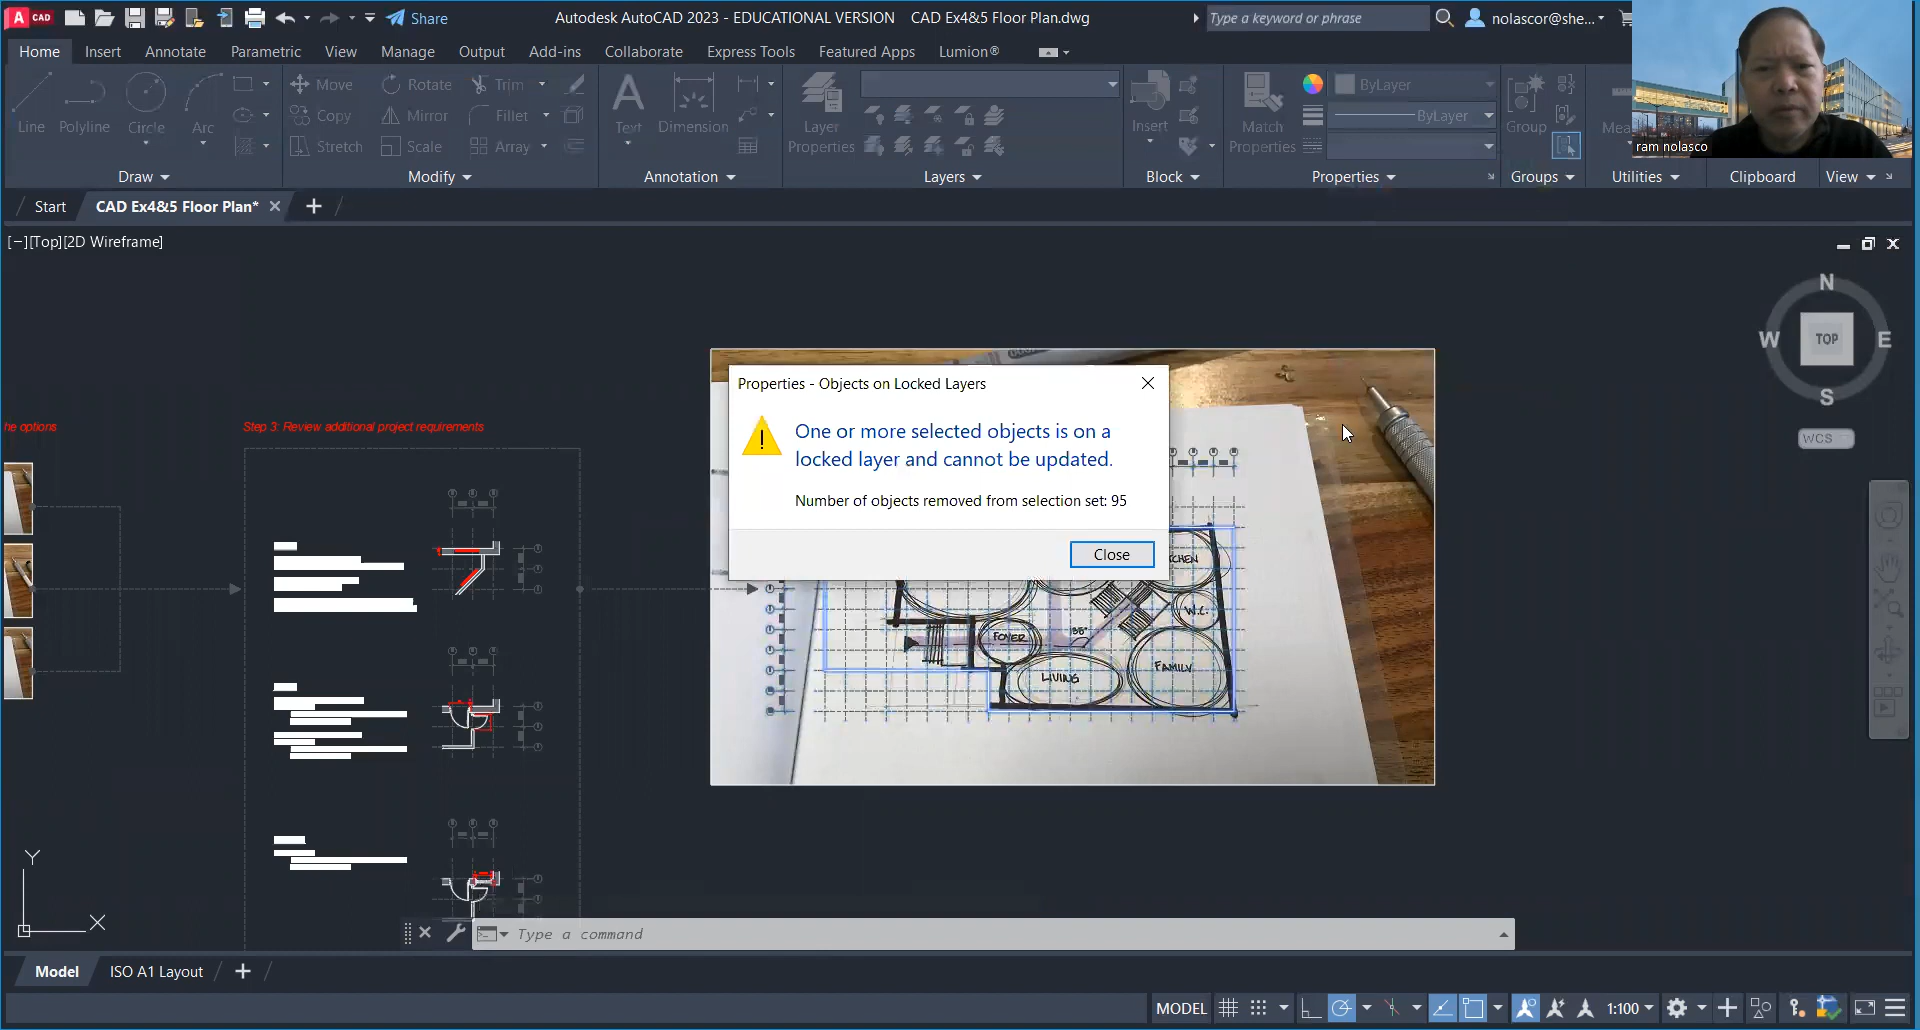 A CAD
Share
Autodesk AutoCAD 2023 - EDUCATIONAL VERSION CAD Ex4&5 Floor Plan.dwg
Type a keyword or phrase
nolascor@she...
Home Insert Annotate Parametric View Manage Output Add-ins Collaborate Express Tools Featured Apps Lumion®
Line Polyline Circle Arc
Move Rotate Trim
Copy Mirror Fillet
Stretch Scale Array
Text Dimension
Layer Properties
Insert
Match Properties
ByLayer
ByLayer
Group
Mea
ram nolasco
Draw Modify Annotation Layers Block Properties Groups Utilities Clipboard View
Start CAD Ex4&5 Floor Plan*
[−][Top][2D Wireframe]
N
W TOP E
S
WCS
he options
Step 3: Review additional project requirements
Properties - Objects on Locked Layers
One or more selected objects is on a
locked layer and cannot be updated.
Number of objects removed from selection set: 95
Close
CHEN
W.C.
FOYER
FAMILY
LIVING
Y
X
Type a command
Model ISO A1 Layout
MODEL 1:100